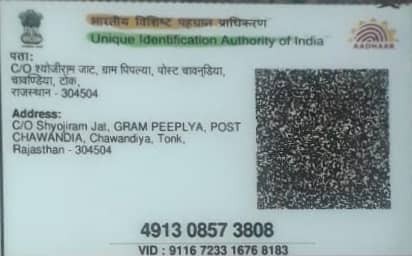 भारतीय विशिष्ट पहचान प्राधिकरण
Unique Identification Authority of India
AADHAAR
पता:
C/O श्योजीराम जाट, ग्राम पिपल्या, पोस्ट
चावण्डिया, टोंक,
राजस्थान - 304504
Address:
C/O Shyojiram Jat, GRAM PEEPLYA, POST
CHAWANDIA, Chawandiya, Tonk,
Rajasthan - 304504
4913 0857 3808
VID : 9116 7233 1676 8183